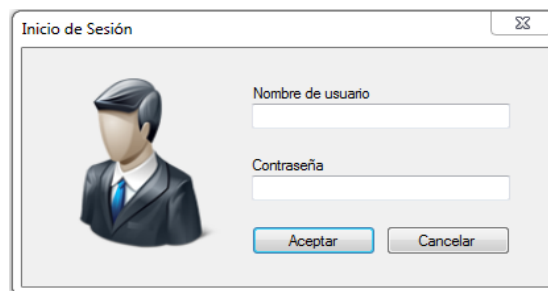 Inicio de Sesión
Nombre de usuario
Contraseña
Aceptar
Cancelar